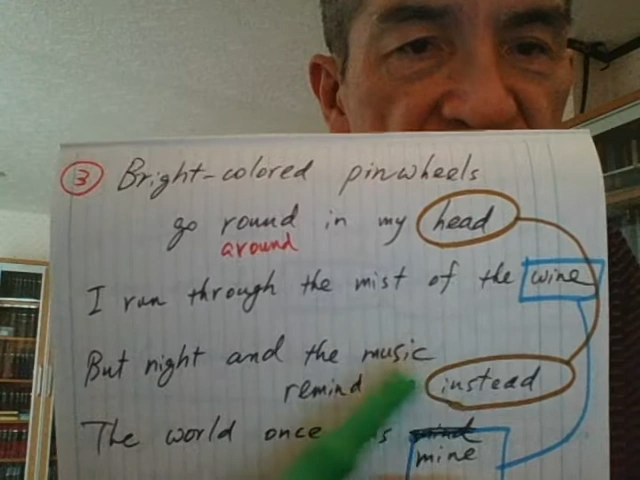 3 Bright-colored pinwheels
go round in my head
around
I run through the mist of the wine
But night and the music
remind instead
The world once
mine